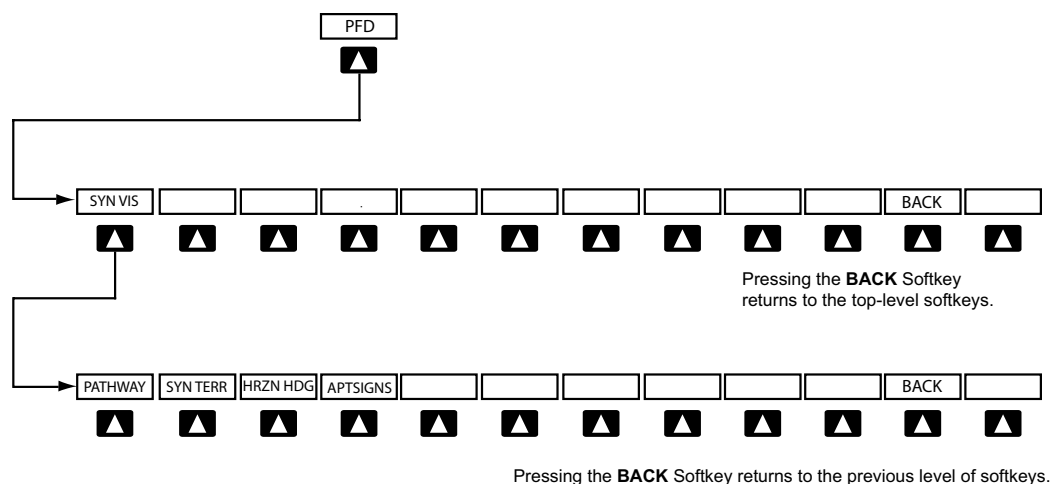 PFD
SYN VIS
.
BACK
Pressing the BACK Softkey
returns to the top-level softkeys.
PATHWAY SYN TERR HRZN HDG APTSIGNS BACK
Pressing the BACK Softkey returns to the previous level of softkeys.